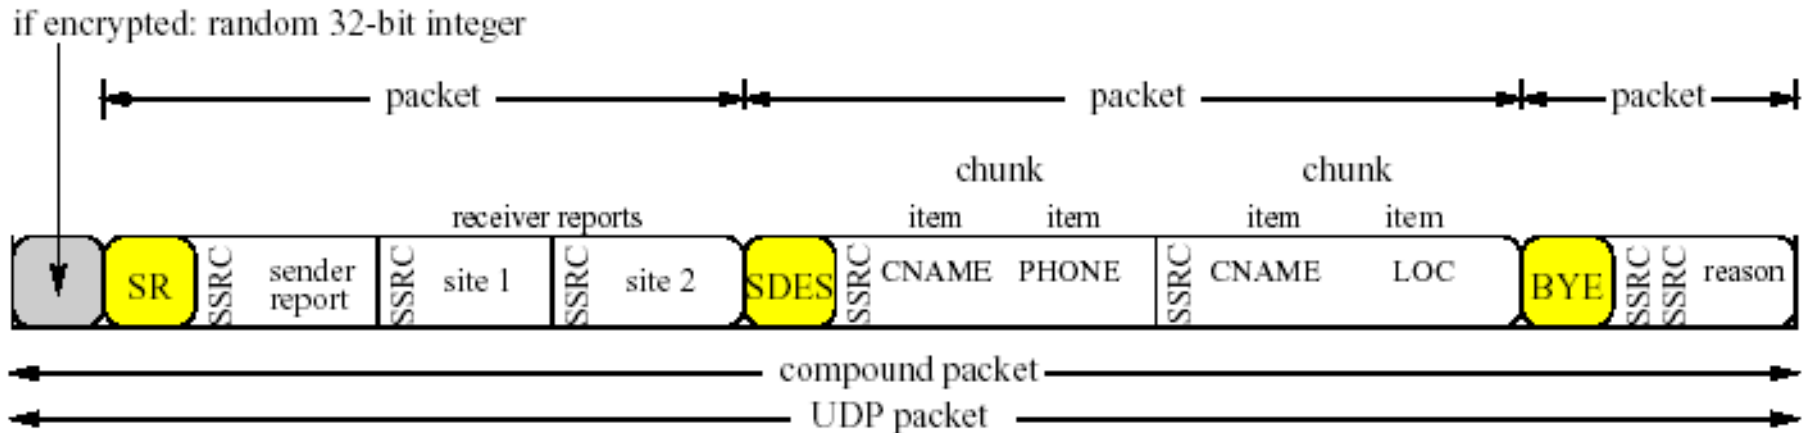 if encrypted: random 32-bit integer
packet packet packet
chunk chunk
receiver reports item item item item
SR SSRC sender report SSRC site 1 SSRC site 2 SDES SSRC CNAME PHONE SSRC CNAME LOC BYE SSRC SSRC reason
compound packet
UDP packet